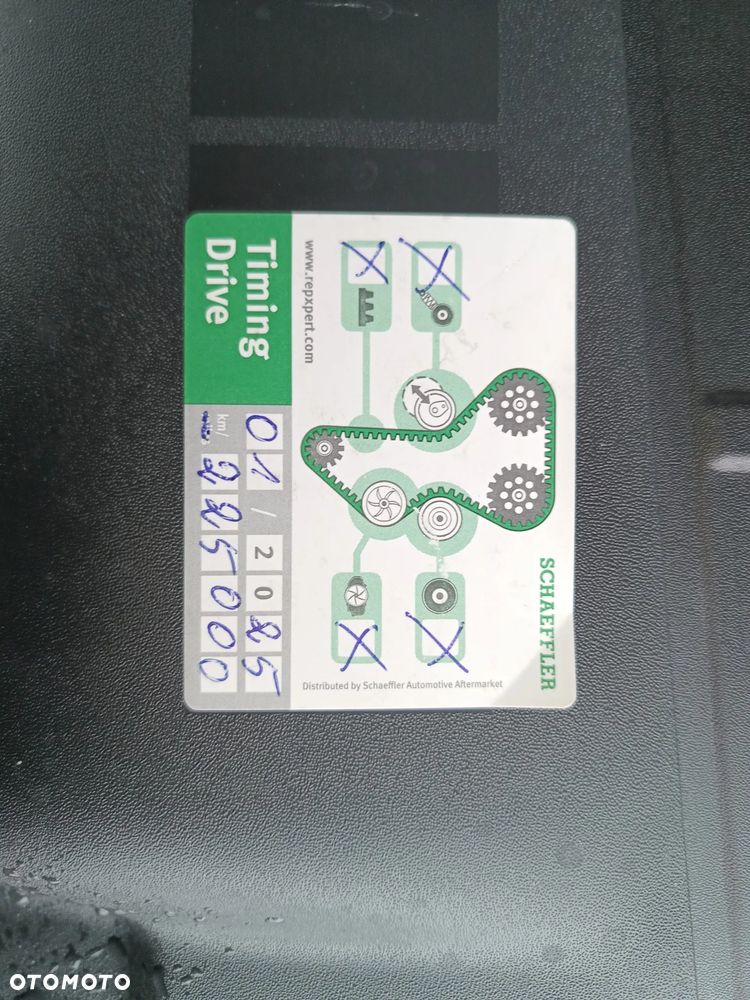 SCHAEFFLER
www.repxpert.com
Distributed by Schaeffler Automotive Aftermarket
Timing
Drive
01/2025
km/
225000
OTOMOTO